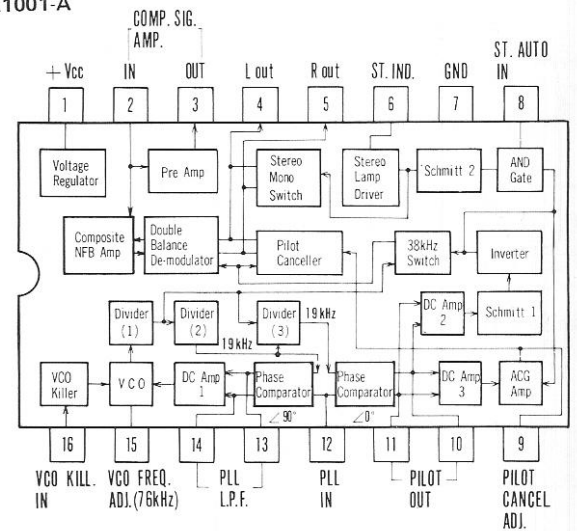 1001-A
COMP. SIG.
AMP.
+Vcc
IN
OUT
L out
R out
ST. IND.
GND
ST. AUTO
IN
1
2
3
4
5
6
7
8
Voltage
Regulator
Pre Amp
Stereo
Mono
Switch
Stereo
Lamp
Driver
Schmitt 2
AND
Gate
Composite
NFB Amp
Double
Balance
De-modulator
Pilot
Canceller
38kHz
Switch
Inverter
Divider
(1)
Divider
(2)
Divider
(3)
19kHz
19kHz
DC Amp
2
Schmitt 1
VCO
Killer
VCO
DC Amp
1
Phase
Comparator
∠90°
Phase
Comparator
∠0°
DC Amp
3
ACG
Amp
16
15
14
13
12
11
10
9
VCO KILL.
IN
VCO FREQ.
ADJ.(76kHz)
PLL
L.P.F.
PLL
IN
PILOT
OUT
PILOT
CANCEL
ADJ.